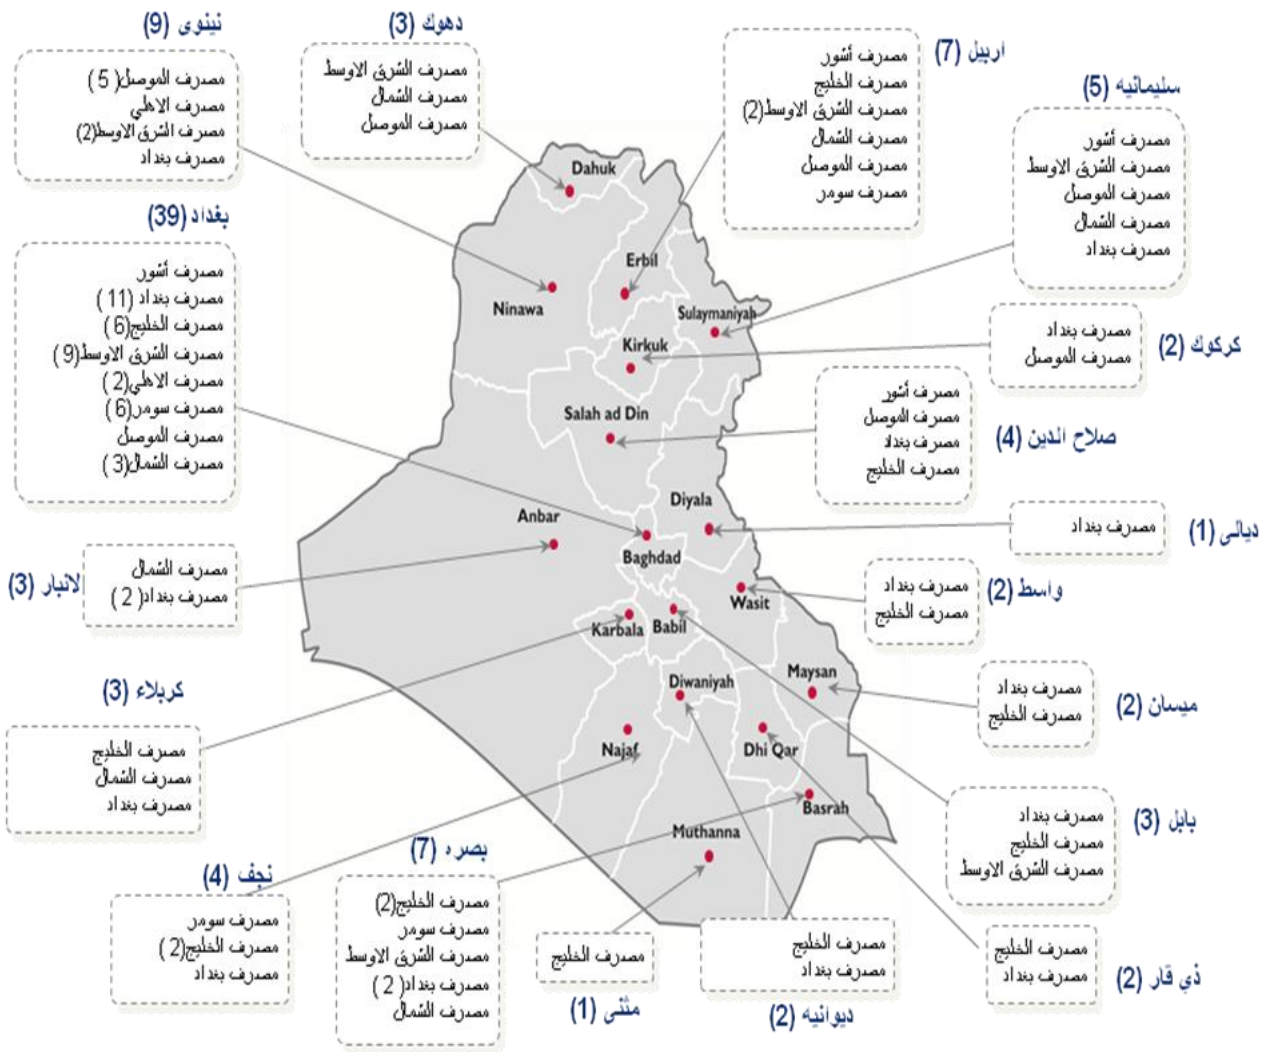 نينوى (9)
مصرف الموصل( 5 )
مصرف الاهلي
مصرف الشرق الاوسط(2)
مصرف بغداد
دهوك (3)
مصرف الشرق الاوسط
مصرف الشمال
مصرف الموصل
اربيل (7)
مصرف أشور
مصرف الخليج
مصرف الشرق الاوسط(2)
مصرف الشمال
مصرف الموصل
مصرف سومر
سليمانيه (5)
مصرف أشور
مصرف الشرق الاوسط
مصرف الموصل
مصرف الشمال
مصرف بغداد
بغداد (39)
مصرف أشور
مصرف بغداد (11 )
مصرف الخليج(6 )
مصرف الشرق الاوسط(9 )
مصرف الاهلي(2 )
مصرف سومر(6 )
مصرف الموصل
مصرف الشمال(3 )
كركوك (2)
مصرف بغداد
مصرف الموصل
صلاح الدين (4)
مصرف أشور
مصرف الموصل
مصرف بغداد
مصرف الخليج
ديالى (1)
مصرف بغداد
لانبار (3)
مصرف الشمال
مصرف بغداد( 2 )
واسط (2)
مصرف بغداد
مصرف الخليج
كربلاء (3)
مصرف الخليج
مصرف الشمال
مصرف بغداد
ميسان (2)
مصرف بغداد
مصرف الخليج
بابل (3)
مصرف بغداد
مصرف الخليج
مصرف الشرق الاوسط
نجف (4)
مصرف سومر
مصرف الخليج(2 )
مصرف بغداد
بصره (7)
مصرف الخليج(2)
مصرف سومر
مصرف الشرق الاوسط
مصرف بغداد( 2 )
مصرف الشمال
مصرف الخليج
مثنى (1)
مصرف الخليج
مصرف بغداد
ديوانيه (2)
ذي قار (2)
مصرف الخليج
مصرف بغداد
Dahuk
Erbil
Ninawa
Sulaymaniyah
Kirkuk
Salah ad Din
Diyala
Anbar
Baghdad
Wasit
Karbala
Babil
Maysan
Diwaniyah
Najaf
Dhi Qar
Basrah
Muthanna